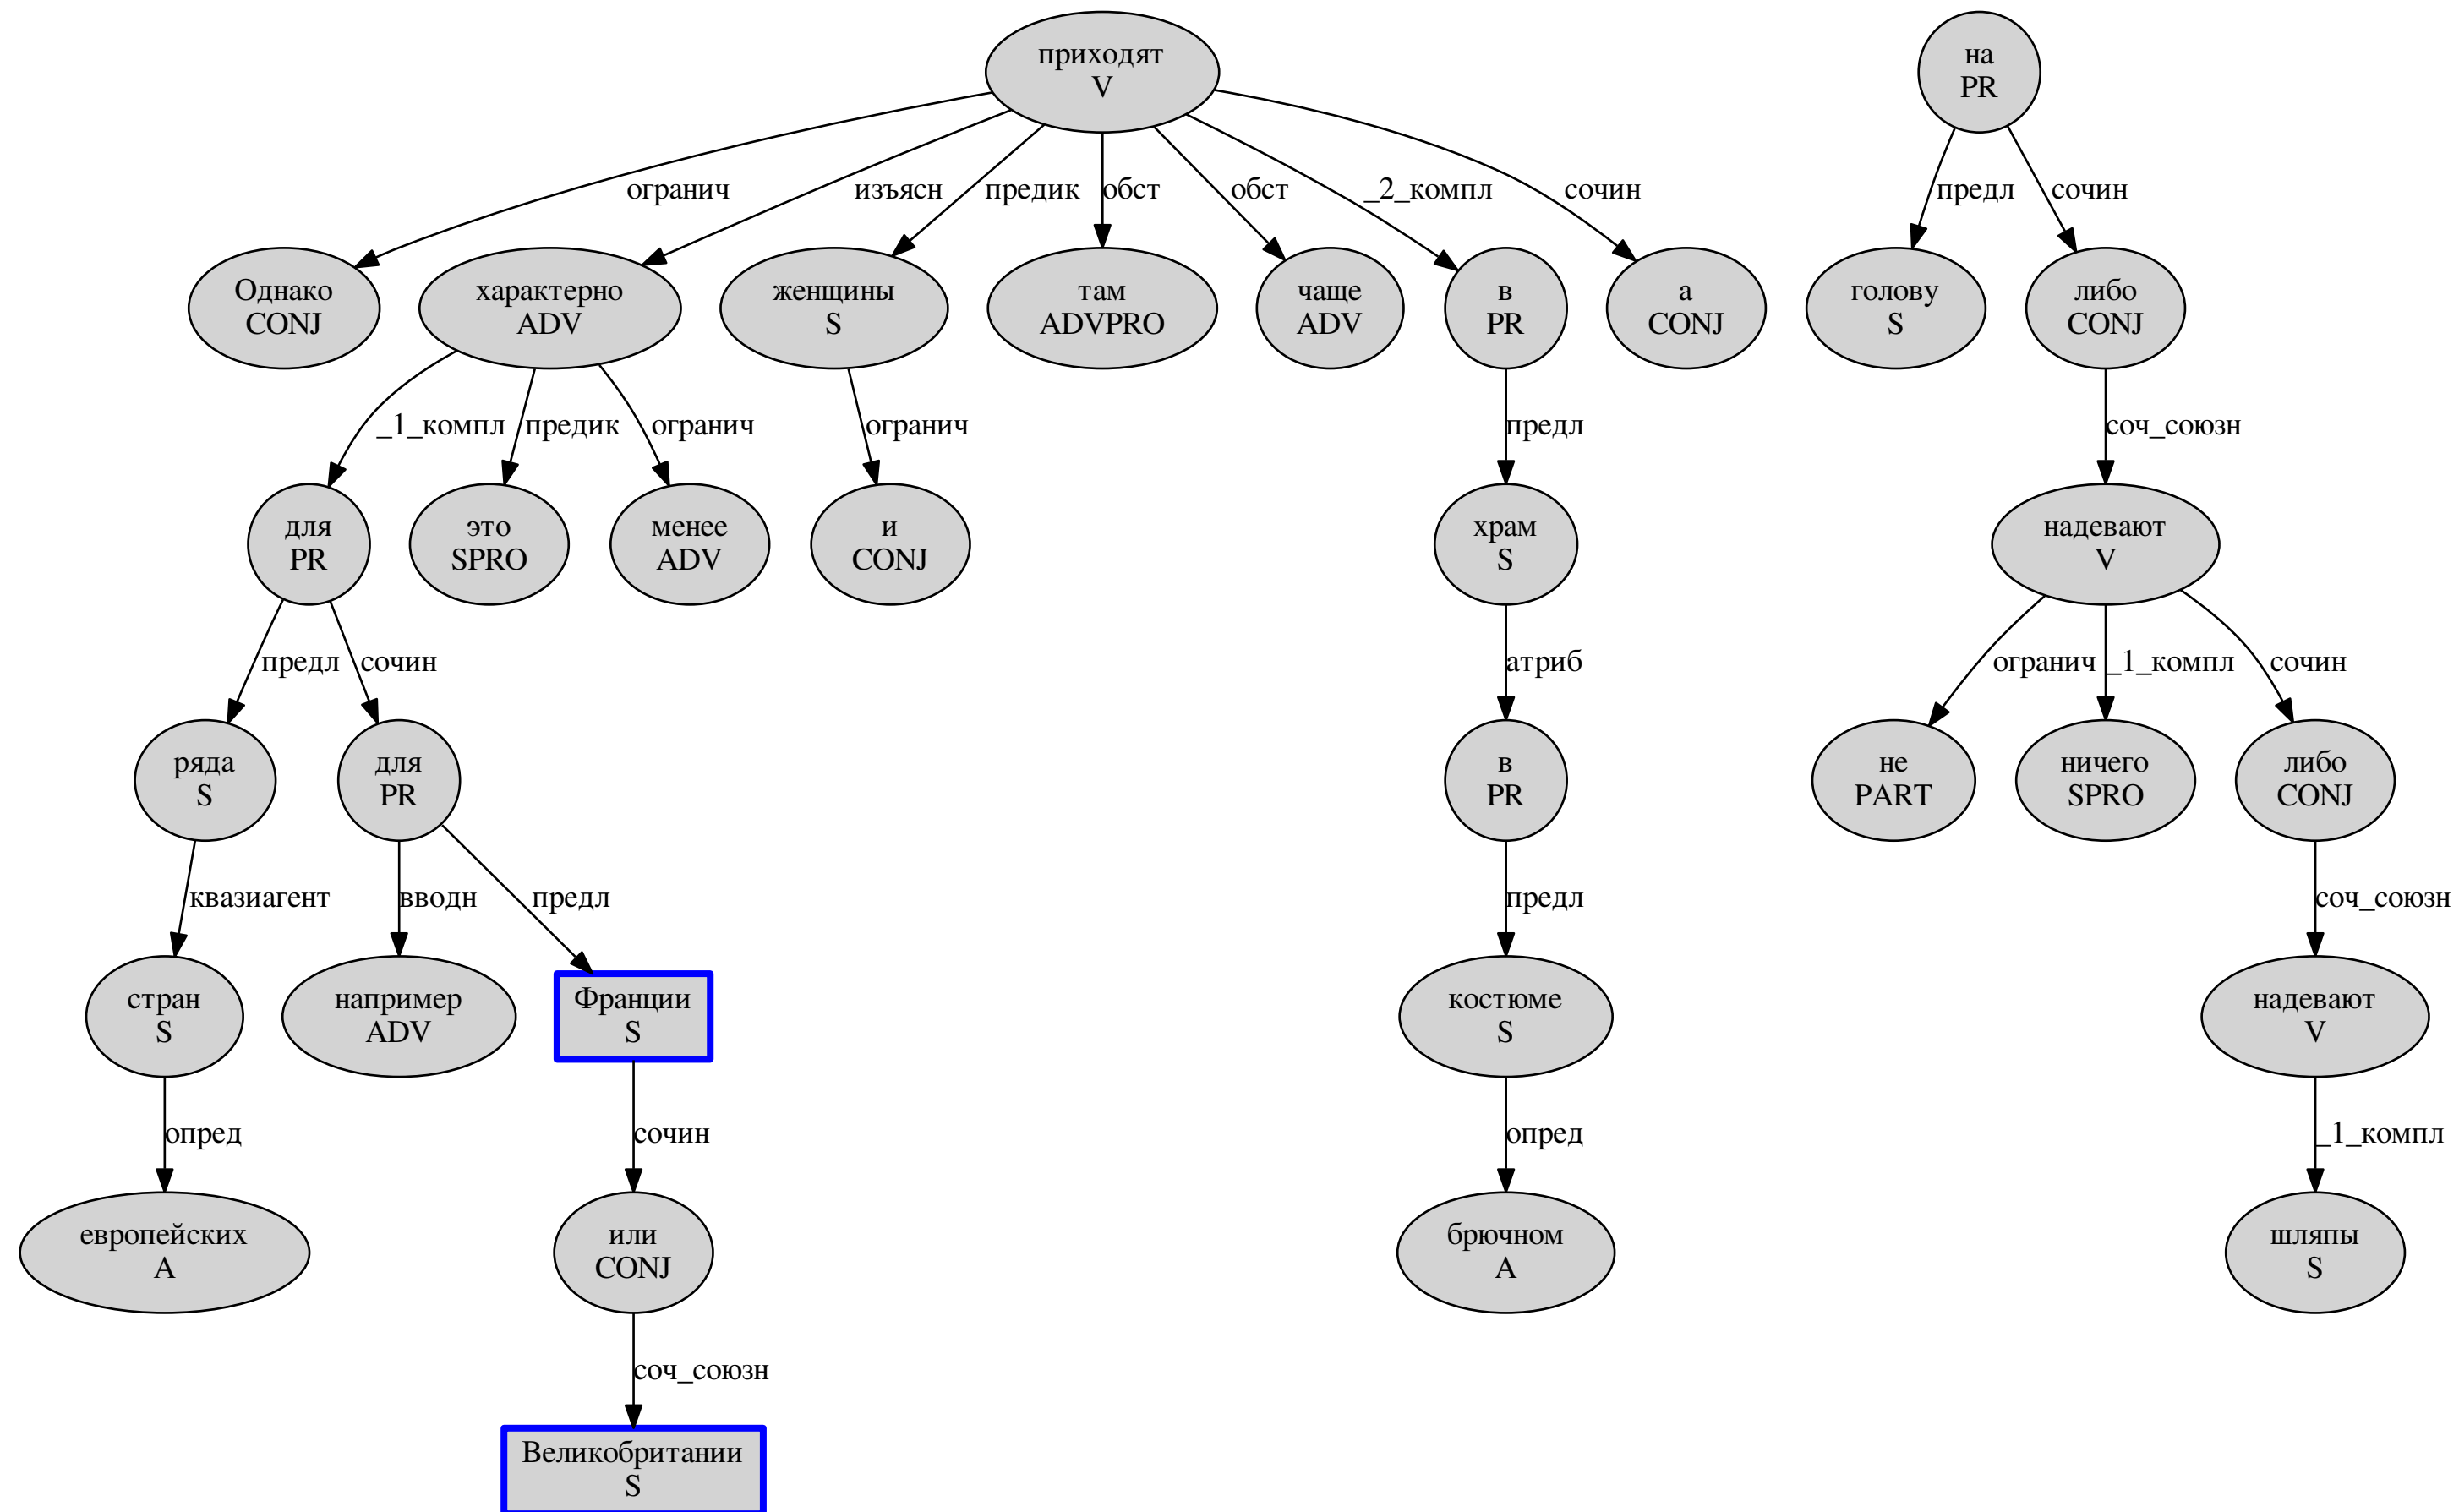 приходят
V
на
PR
огранич
изъясн
предик
обст
обст
_2_компл
сочин
предл
сочин
Однако
CONJ
характерно
ADV
женщины
S
там
ADVPRO
чаще
ADV
в
PR
а
CONJ
голову
S
либо
CONJ
_1_компл
предик
огранич
огранич
предл
соч_союзн
для
PR
это
SPRO
менее
ADV
и
CONJ
храм
S
надевают
V
предл
сочин
атриб
огранич
_1_компл
сочин
ряда
S
для
PR
в
PR
не
PART
ничего
SPRO
либо
CONJ
квазиагент
вводн
предл
предл
соч_союзн
стран
S
например
ADV
Франции
S
костюме
S
надевают
V
опред
сочин
опред
_1_компл
европейских
A
или
CONJ
брючном
A
шляпы
S
соч_союзн
Великобритании
S